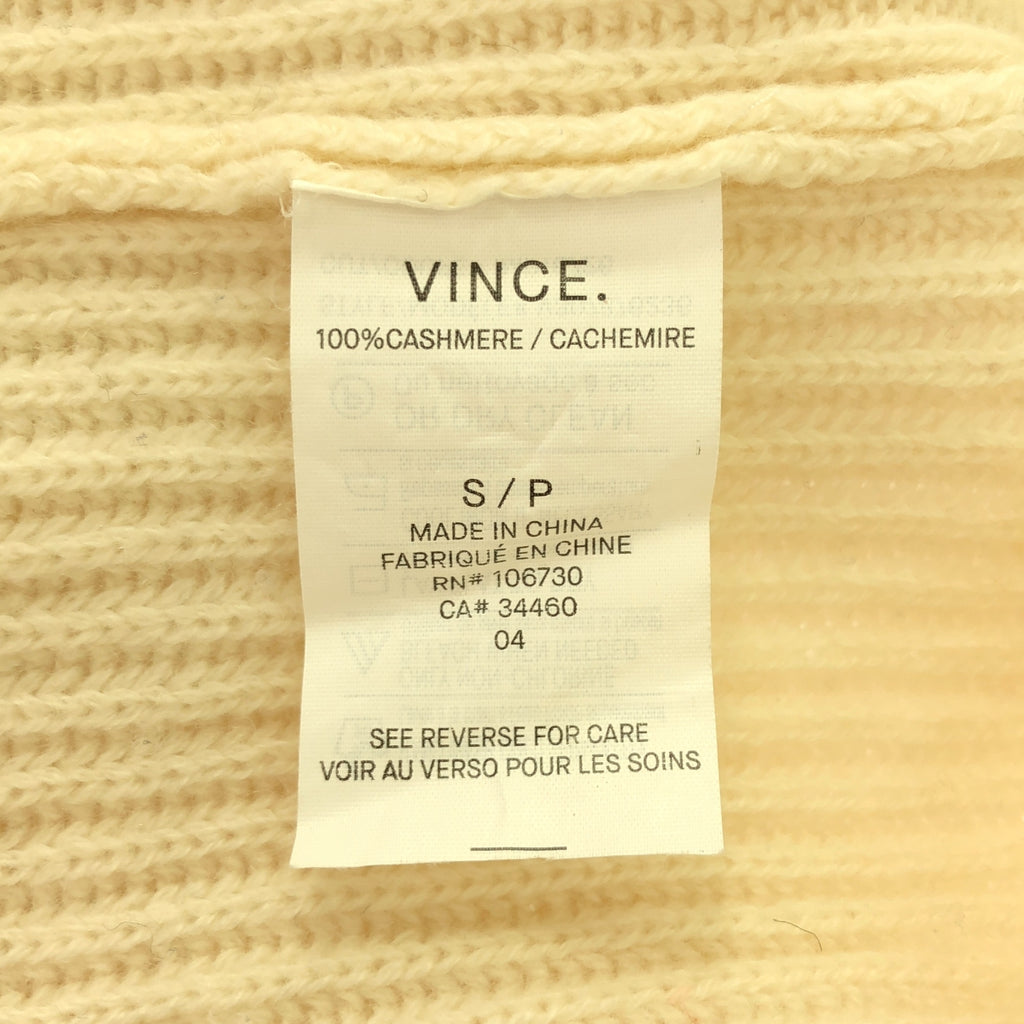 VINCE.
100%CASHMERE / CACHEMIRE
S / P
MADE IN CHINA
FABRIQUÉ EN CHINE
RN# 106730
CA# 34460
04
SEE REVERSE FOR CARE
VOIR AU VERSO POUR LES SOINS